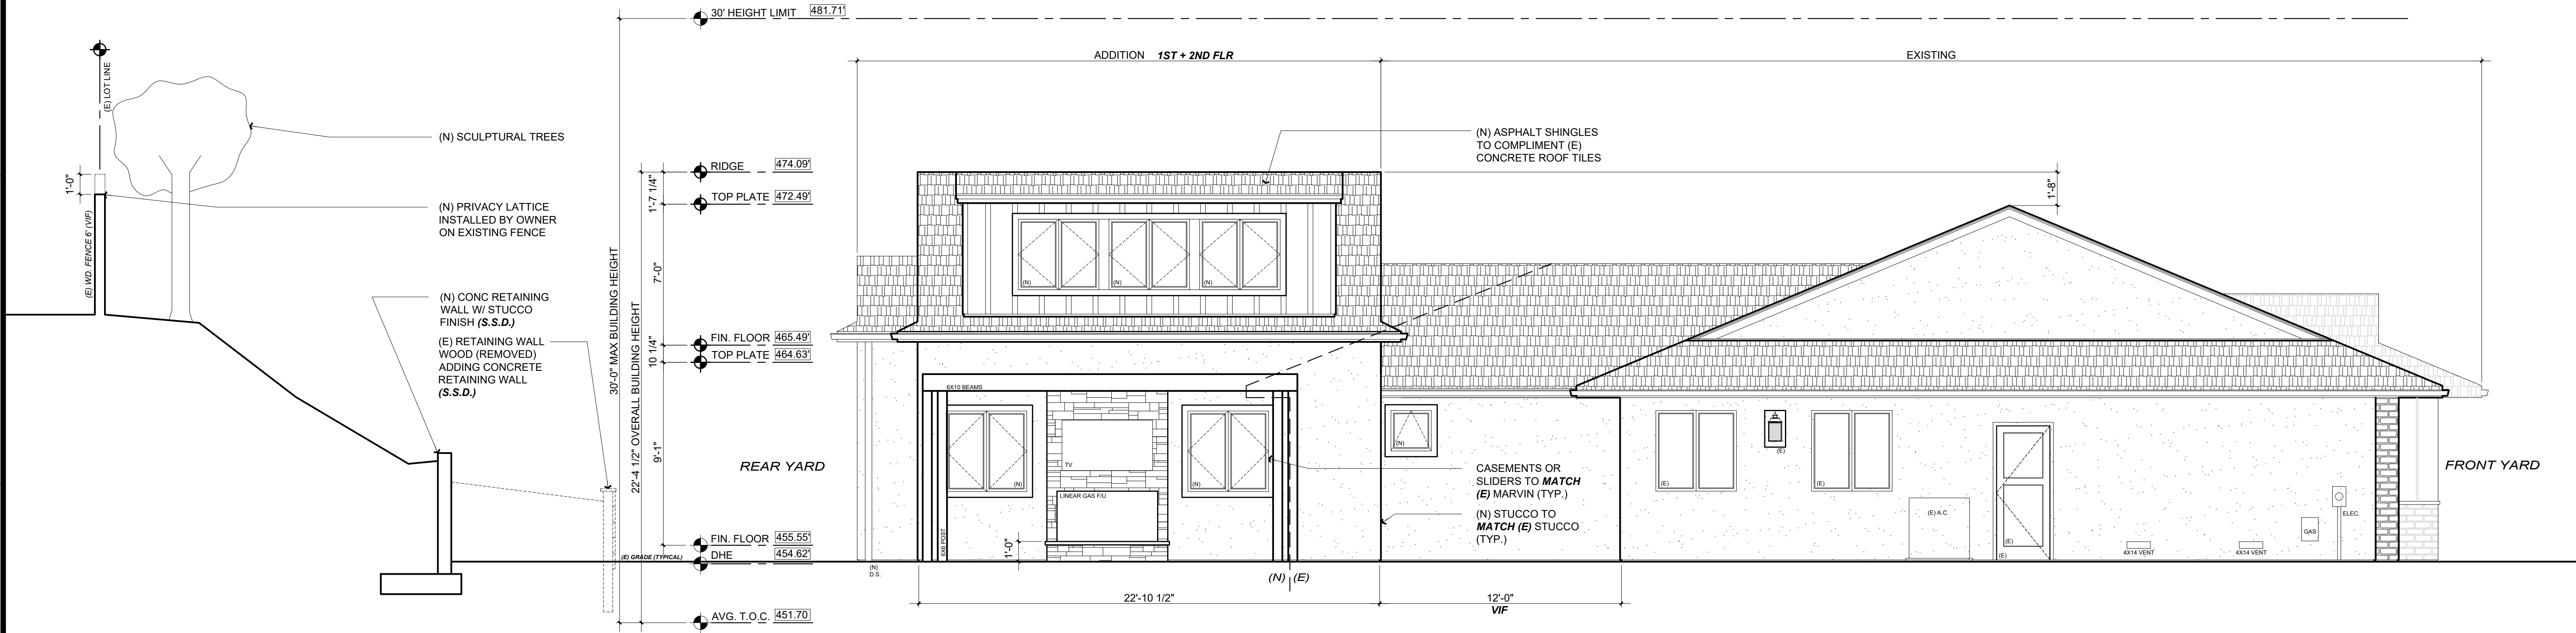 30' HEIGHT LIMIT 481.71'
ADDITION 1ST + 2ND FLR
EXISTING
(E) LOT LINE
(N) SCULPTURAL TREES
(N) ASPHALT SHINGLES
TO COMPLIMENT (E)
CONCRETE ROOF TILES
RIDGE 474.09'
1'-0"
1'-7 1/4"
1'-8"
TOP PLATE 472.49'
(N) PRIVACY LATTICE
INSTALLED BY OWNER
ON EXISTING FENCE
(E) WD. FENCE 6' (VIF)
30'-0" MAX BUILDING HEIGHT
22'-4 1/2" OVERALL BUILDING HEIGHT
7'-0"
(N)
(N)
(N)
(N) CONC RETAINING
WALL W/ STUCCO
FINISH (S.S.D.)
(E) RETAINING WALL
WOOD (REMOVED)
ADDING CONCRETE
RETAINING WALL
(S.S.D.)
FIN. FLOOR 465.49'
10 1/4"
TOP PLATE 464.63'
6X10 BEAMS
9'-1"
REAR YARD
TV
LINEAR GAS F/U
(N)
(N)
(N)
6X6 POST
1'-0"
CASEMENTS OR
SLIDERS TO MATCH
(E) MARVIN (TYP.)
(N) STUCCO TO
MATCH (E) STUCCO
(TYP.)
(E)
(E)
(E)
(E) A.C.
(E)
(E)
4X14 VENT
4X14 VENT
GAS
ELEC.
FRONT YARD
FIN. FLOOR 455.55'
(E) GRADE (TYPICAL)
DHE 454.62'
(N)
D.S.
(N) (E)
22'-10 1/2"
12'-0"
VIF
AVG. T.O.C. 451.70